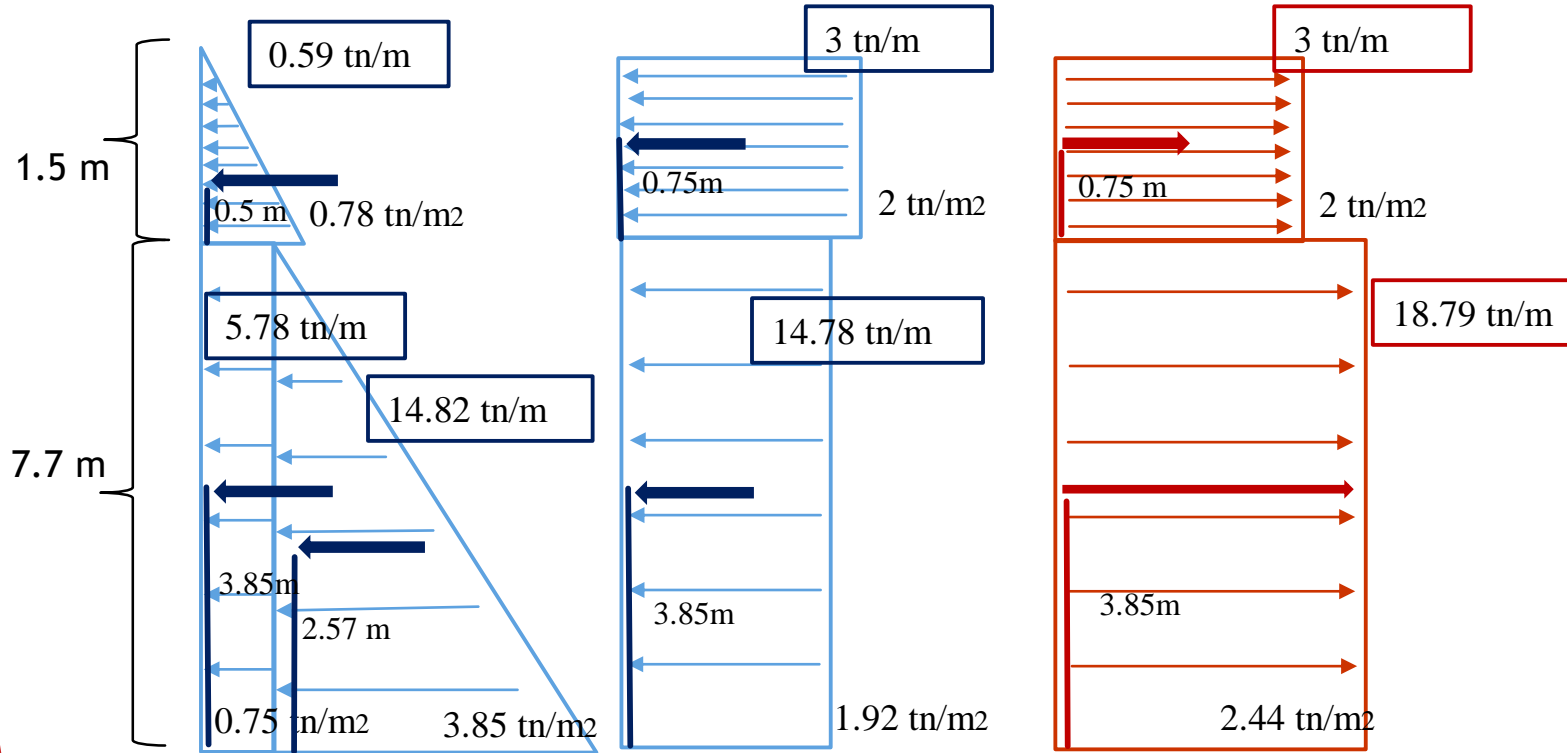 0.59 tn/m
3 tn/m
3 tn/m
1.5 m
0.5 m
0.78 tn/m2
0.75m
2 tn/m2
0.75 m
2 tn/m2
5.78 tn/m
14.78 tn/m
18.79 tn/m
14.82 tn/m
7.7 m
3.85m
2.57 m
3.85m
3.85m
0.75 tn/m2
3.85 tn/m2
1.92 tn/m2
2.44 tn/m2